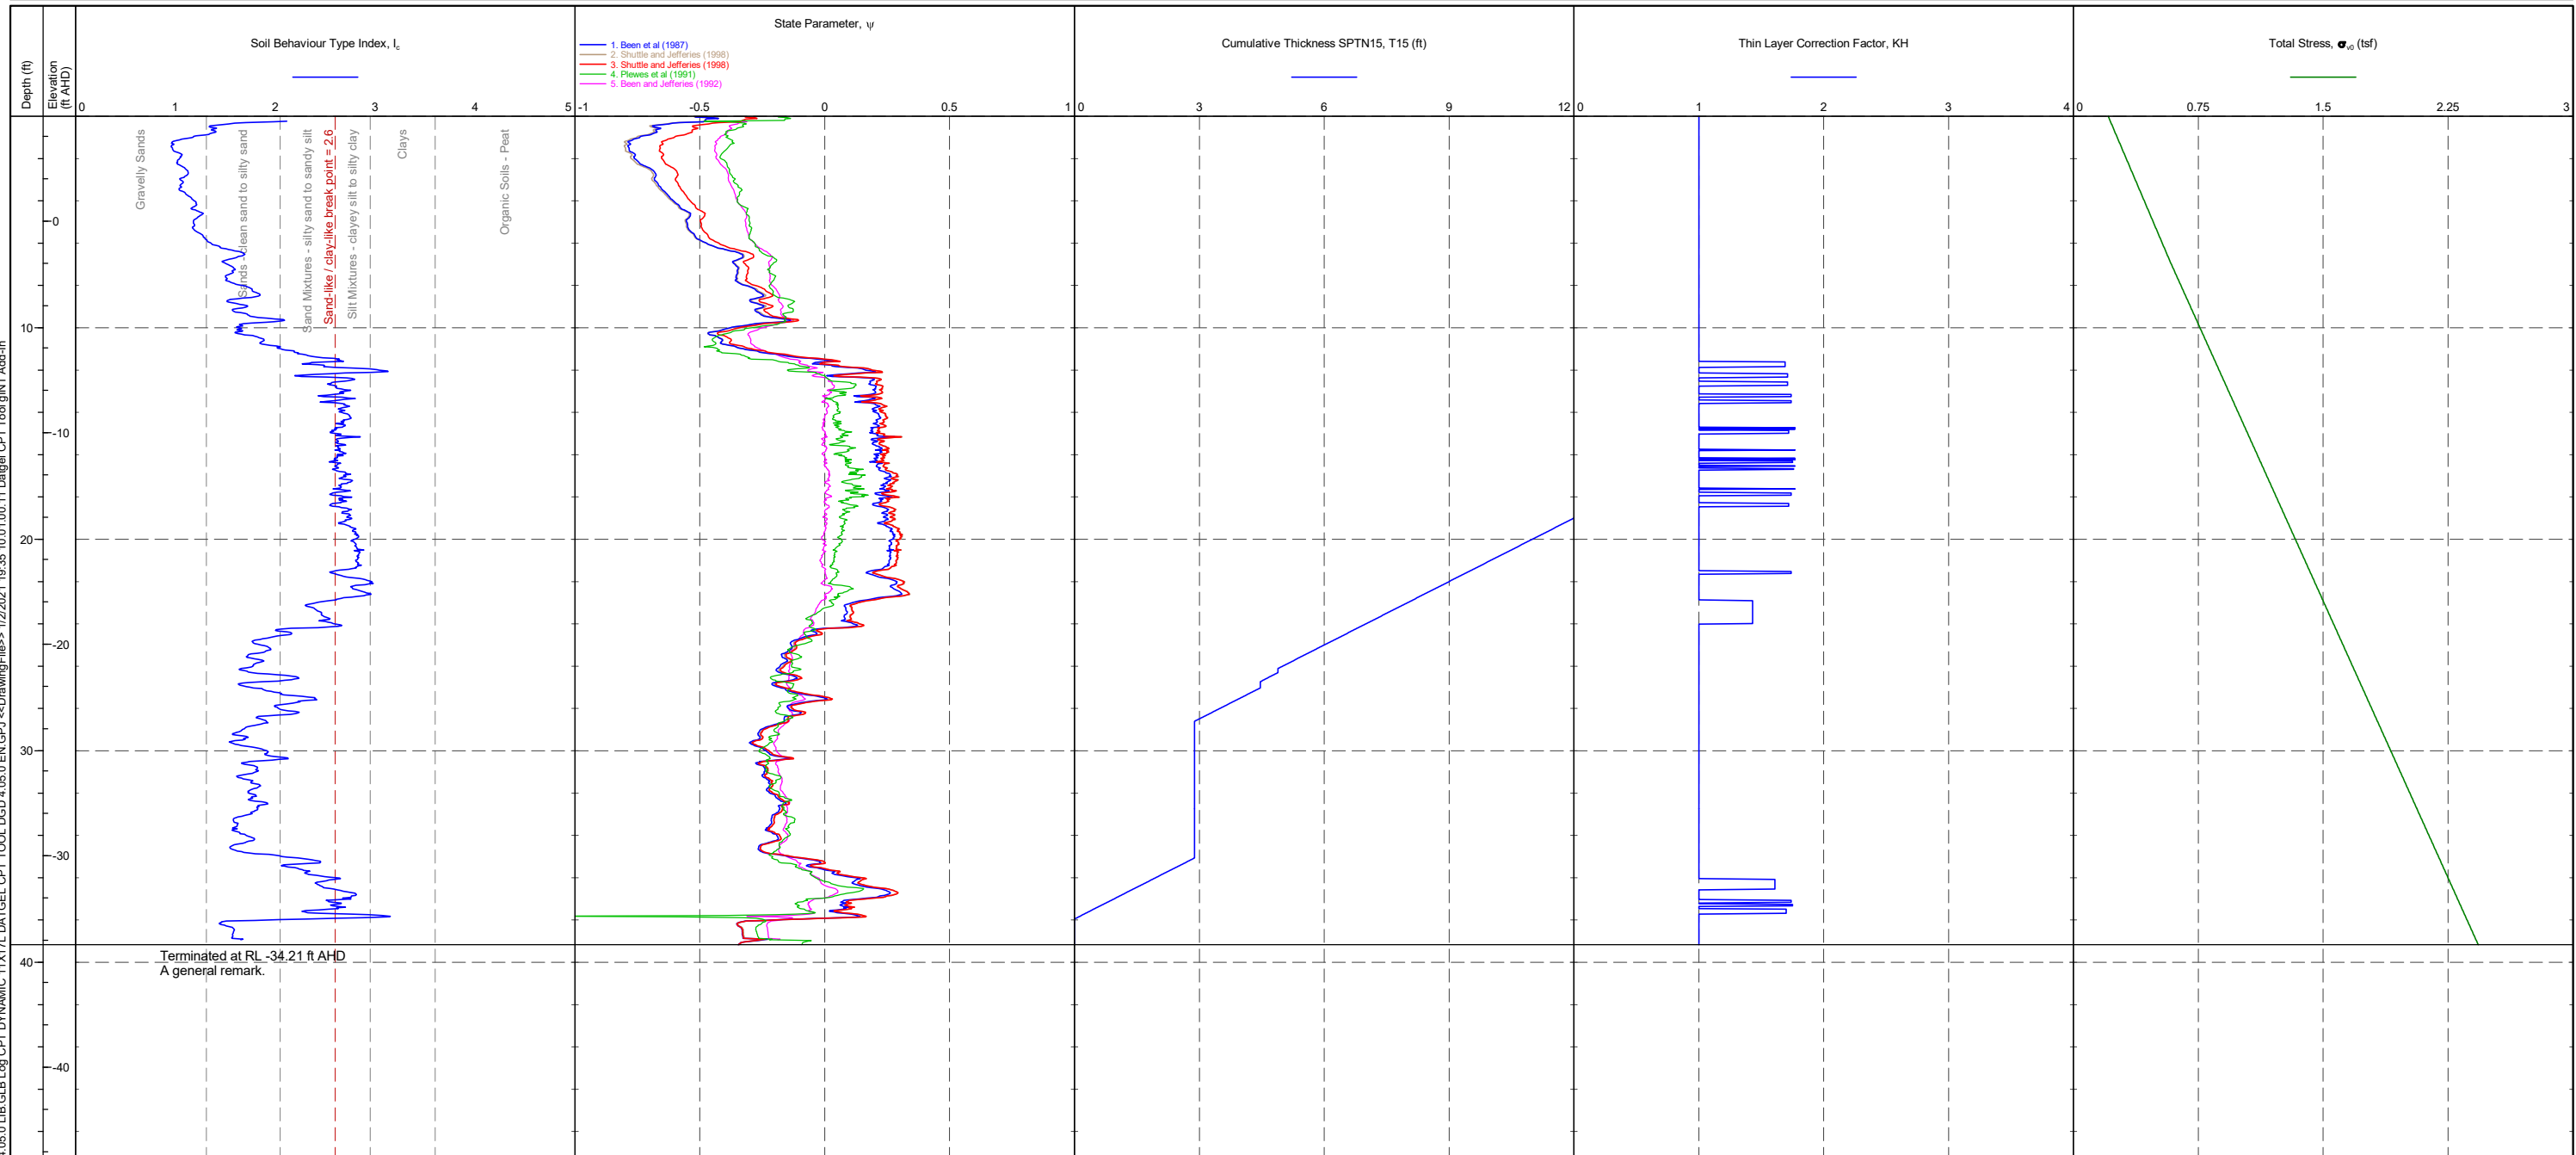 State Parameter, ψ
Soil Behaviour Type Index, Ic
1. Been et al (1987)
2. Shuttle and Jefferies (1998)
3. Shuttle and Jefferies (1998)
4. Plewes et al (1991)
5. Been and Jefferies (1992)
Cumulative Thickness SPTN15, T15 (ft)
Thin Layer Correction Factor, KH
Total Stress, σv0 (tsf)
Depth (ft)
Elevation
(ft AHD)
0 1 2 3 4 5
-1 -0.5 0 0.5 1
0 3 6 9 12
0 1 2 3 4
0 0.75 1.5 2.25 3
Gravelly Sands
Sands - clean sand to silty sand
Sand Mixtures - silty sand to sandy silt
Sand-like / clay-like break point = 2.6
Silt Mixtures - clayey silt to silty clay
Clays
Organic Soils - Peat
0
10
-10
20
-20
30
-30
40
-40
Terminated at RL -34.21 ft AHD
A general remark.